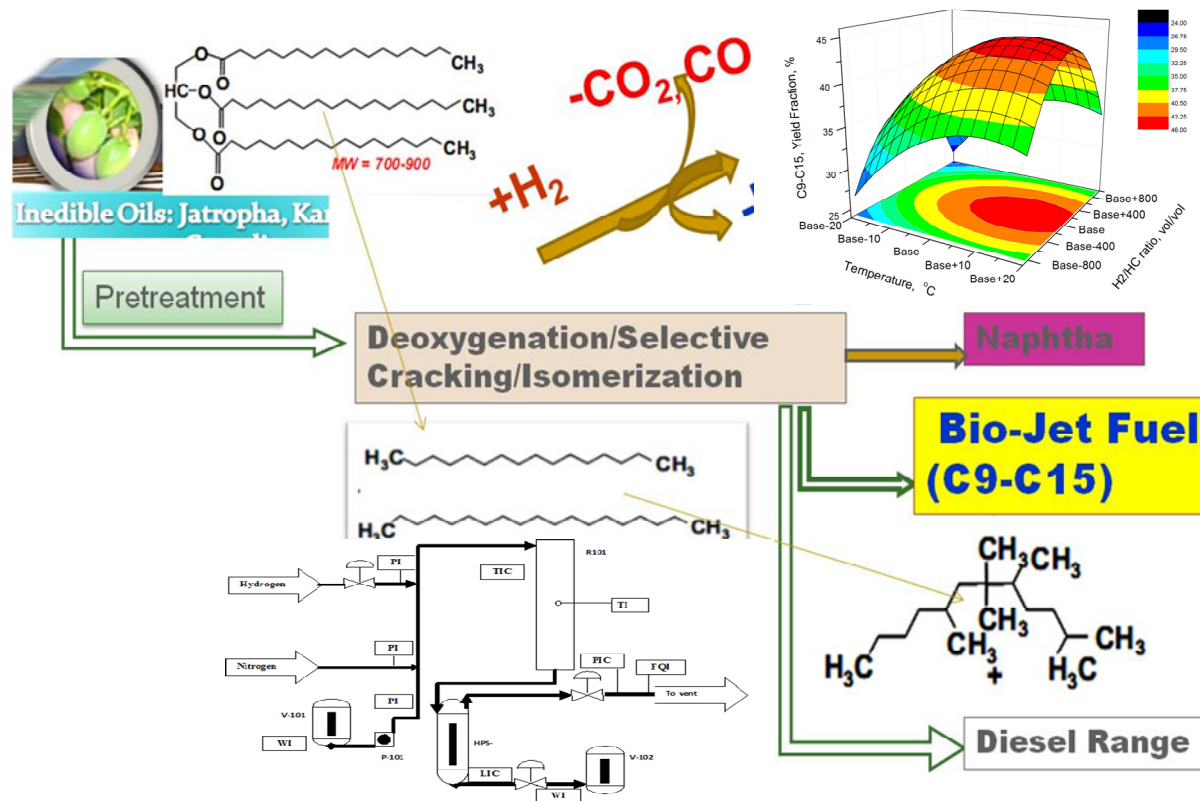 O
CH3
O
HC
O
CH3
O
O
CH3
O
MW = 700-900
Inedible Oils: Jatropha, Kar
+H2
-CO2,CO
C9-C15, Yield Fraction, %
45
40
35
30
25
Base-20
Base-10
Base
Base+10
Base+20
Temperature, °C
Base+800
Base+400
Base
Base-400
Base-800
H2/HC ratio, vol/vol
24.00
26.75
29.50
32.25
35.00
37.75
40.50
43.25
46.00
Pretreatment
Deoxygenation/Selective
Cracking/Isomerization
Naphtha
Bio-Jet Fuel
(C9-C15)
H3C
CH3
H3C
CH3
CH3
CH3
CH3
CH3
CH3
H3C
H3C
+
Diesel Range
Hydrogen
PI
TIC
R101
TI
Nitrogen
PI
PI
PIC
FQI
To vent
V-101
WI
P-101
HPS-
LIC
WI
V-102